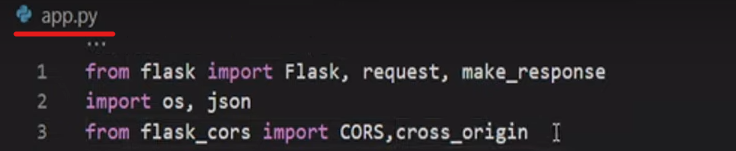 app.py
...
1 from flask import Flask, request, make_response
2 import os, json
3 from flask_cors import CORS,cross_origin